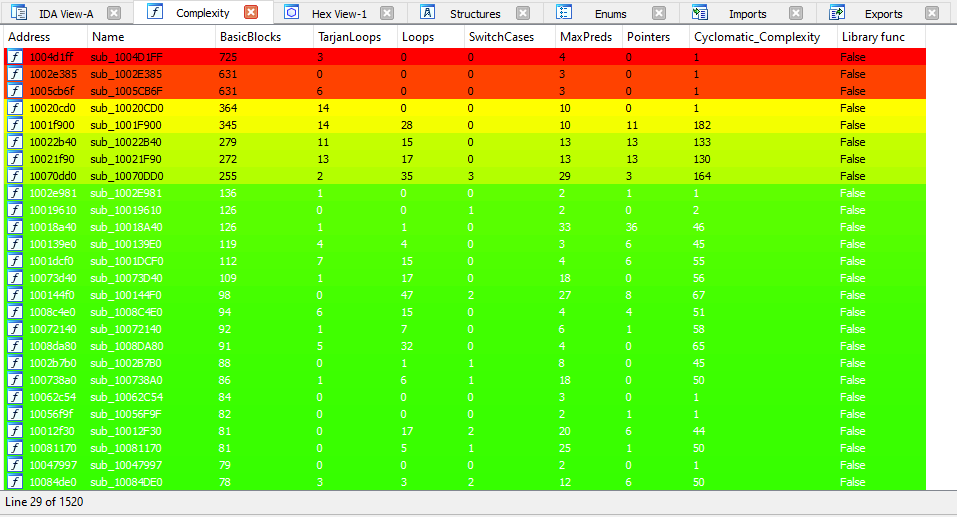 IDA View-A Complexity Hex View-1 Structures Enums Imports Exports
Address Name BasicBlocks TarjanLoops Loops SwitchCases MaxPreds Pointers Cyclomatic_Complexity Library func
1004d1ff sub_1004D1FF 725 3 0 0 4 0 1 False
1002e385 sub_1002E385 631 0 0 0 3 0 1 False
1005cb6f sub_1005CB6F 631 6 0 0 3 0 1 False
10020cd0 sub_10020CD0 364 14 0 0 10 0 1 False
1001f900 sub_1001F900 345 14 28 0 10 11 182 False
10022b40 sub_10022B40 279 11 15 0 13 13 133 False
10021f90 sub_10021F90 272 13 17 0 13 13 130 False
10070dd0 sub_10070DD0 255 2 35 3 29 3 164 False
1002e981 sub_1002E981 136 1 0 0 2 1 1 False
10019610 sub_10019610 126 0 0 1 2 0 2 False
10018a40 sub_10018A40 126 1 1 0 33 36 46 False
100139e0 sub_100139E0 119 4 4 0 3 6 45 False
1001dcf0 sub_1001DCF0 112 7 15 0 4 6 55 False
10073d40 sub_10073D40 109 1 17 0 18 0 56 False
100144f0 sub_100144F0 98 0 47 2 27 8 67 False
1008c4e0 sub_1008C4E0 94 6 15 0 4 4 51 False
10072140 sub_10072140 92 1 7 0 6 1 58 False
1008da80 sub_1008DA80 91 5 32 0 4 0 65 False
1002b7b0 sub_1002B7B0 88 0 1 1 8 0 45 False
100738a0 sub_100738A0 86 1 6 1 18 0 50 False
10062c54 sub_10062C54 84 0 0 0 3 0 1 False
10056f9f sub_10056F9F 82 0 0 0 2 1 1 False
10012f30 sub_10012F30 81 0 17 2 20 6 44 False
10081170 sub_10081170 81 0 5 1 25 1 50 False
10047997 sub_10047997 79 0 0 0 2 0 1 False
10084de0 sub_10084DE0 78 3 3 2 12 6 50 False
Line 29 of 1520